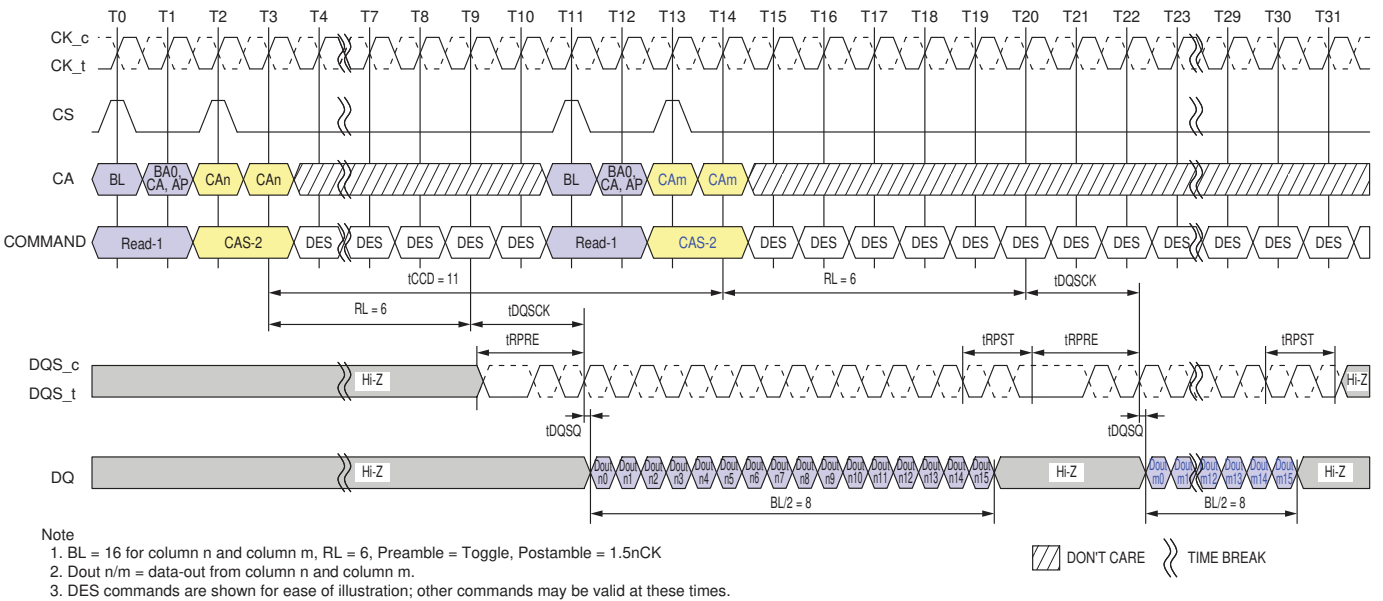 T0 T1 T2 T3 T4 T7 T8 T9 T10 T11 T12 T13 T14 T15 T16 T17 T18 T19 T20 T21 T22 T23 T29 T30 T31
CK_c
CK_t
CS
CA BL BA0, CA, AP CAn CAn BL BA0, CA, AP CAm CAm
COMMAND Read-1 CAS-2 DES DES DES DES DES Read-1 CAS-2 DES DES DES DES DES DES DES DES DES DES DES DES
tCCD = 11 RL = 6 tDQSCK
RL = 6 tDQSCK
tRPRE tRPST tRPRE tRPST
DQS_c
DQS_t
Hi-Z Hi-Z
tDQSQ tDQSQ
DQ Hi-Z Dout n0 Dout n1 Dout n2 Dout n3 Dout n4 Dout n5 Dout n6 Dout n7 Dout n8 Dout n9 Dout n10 Dout n11 Dout n12 Dout n13 Dout n14 Dout n15 Hi-Z Dout m0 Dout m1 Dout m12 Dout m13 Dout m14 Dout m15 Hi-Z
BL/2 = 8 BL/2 = 8
Note
1. BL = 16 for column n and column m, RL = 6, Preamble = Toggle, Postamble = 1.5nCK
2. Dout n/m = data-out from column n and column m.
3. DES commands are shown for ease of illustration; other commands may be valid at these times.
DON'T CARE TIME BREAK